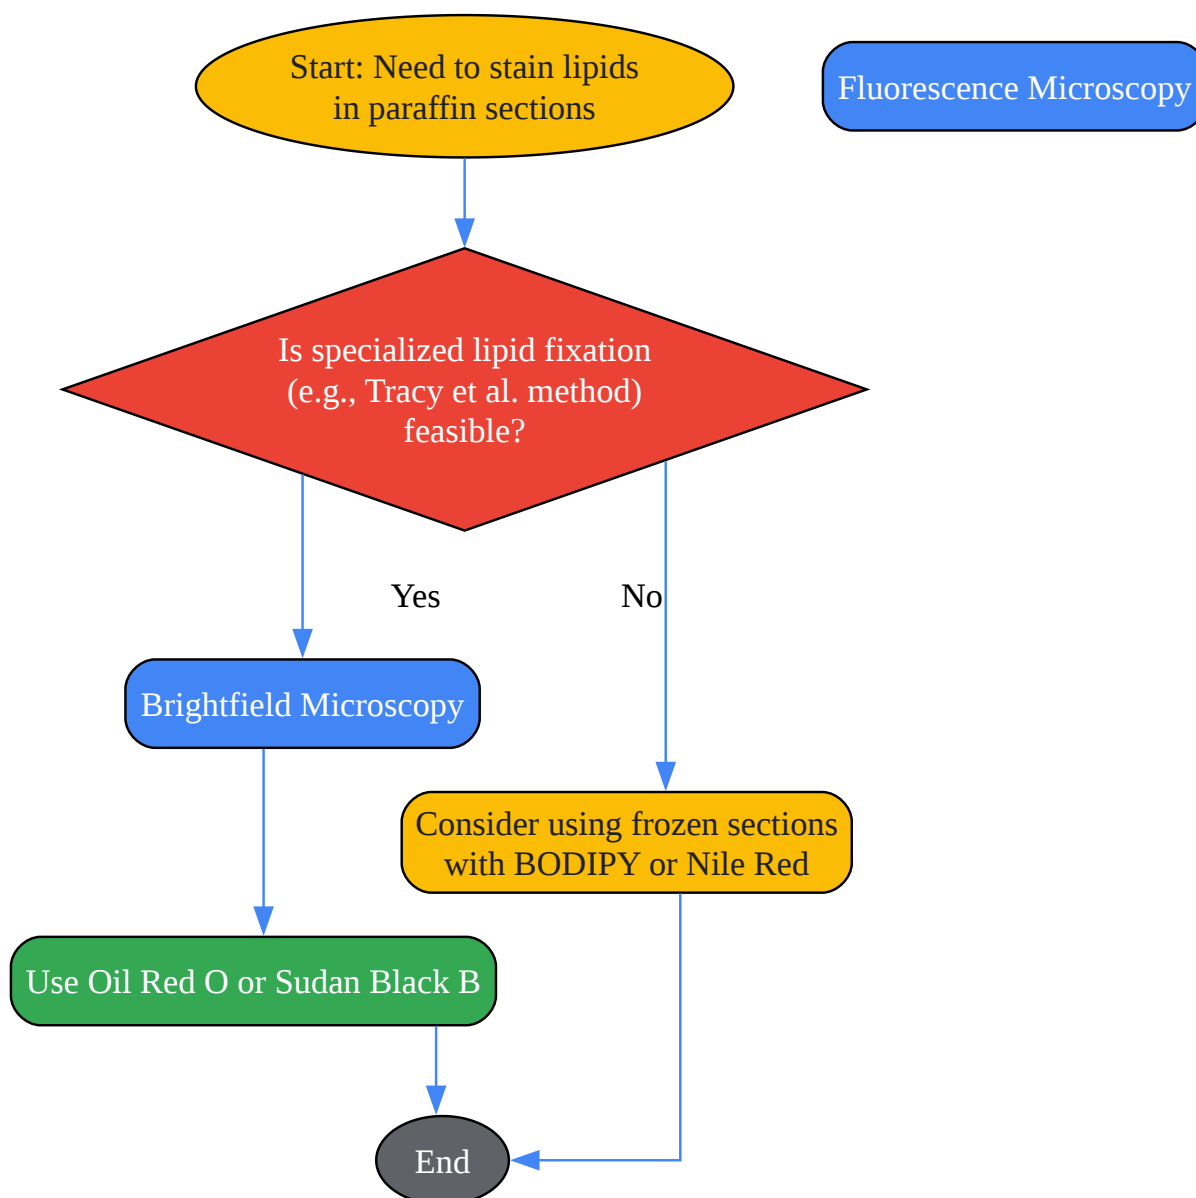 Start: Need to stain lipids
in paraffin sections
Fluorescence Microscopy
Is specialized lipid fixation
(e.g., Tracy et al. method)
feasible?
Yes
No
Brightfield Microscopy
Consider using frozen sections
with BODIPY or Nile Red
Use Oil Red O or Sudan Black B
End